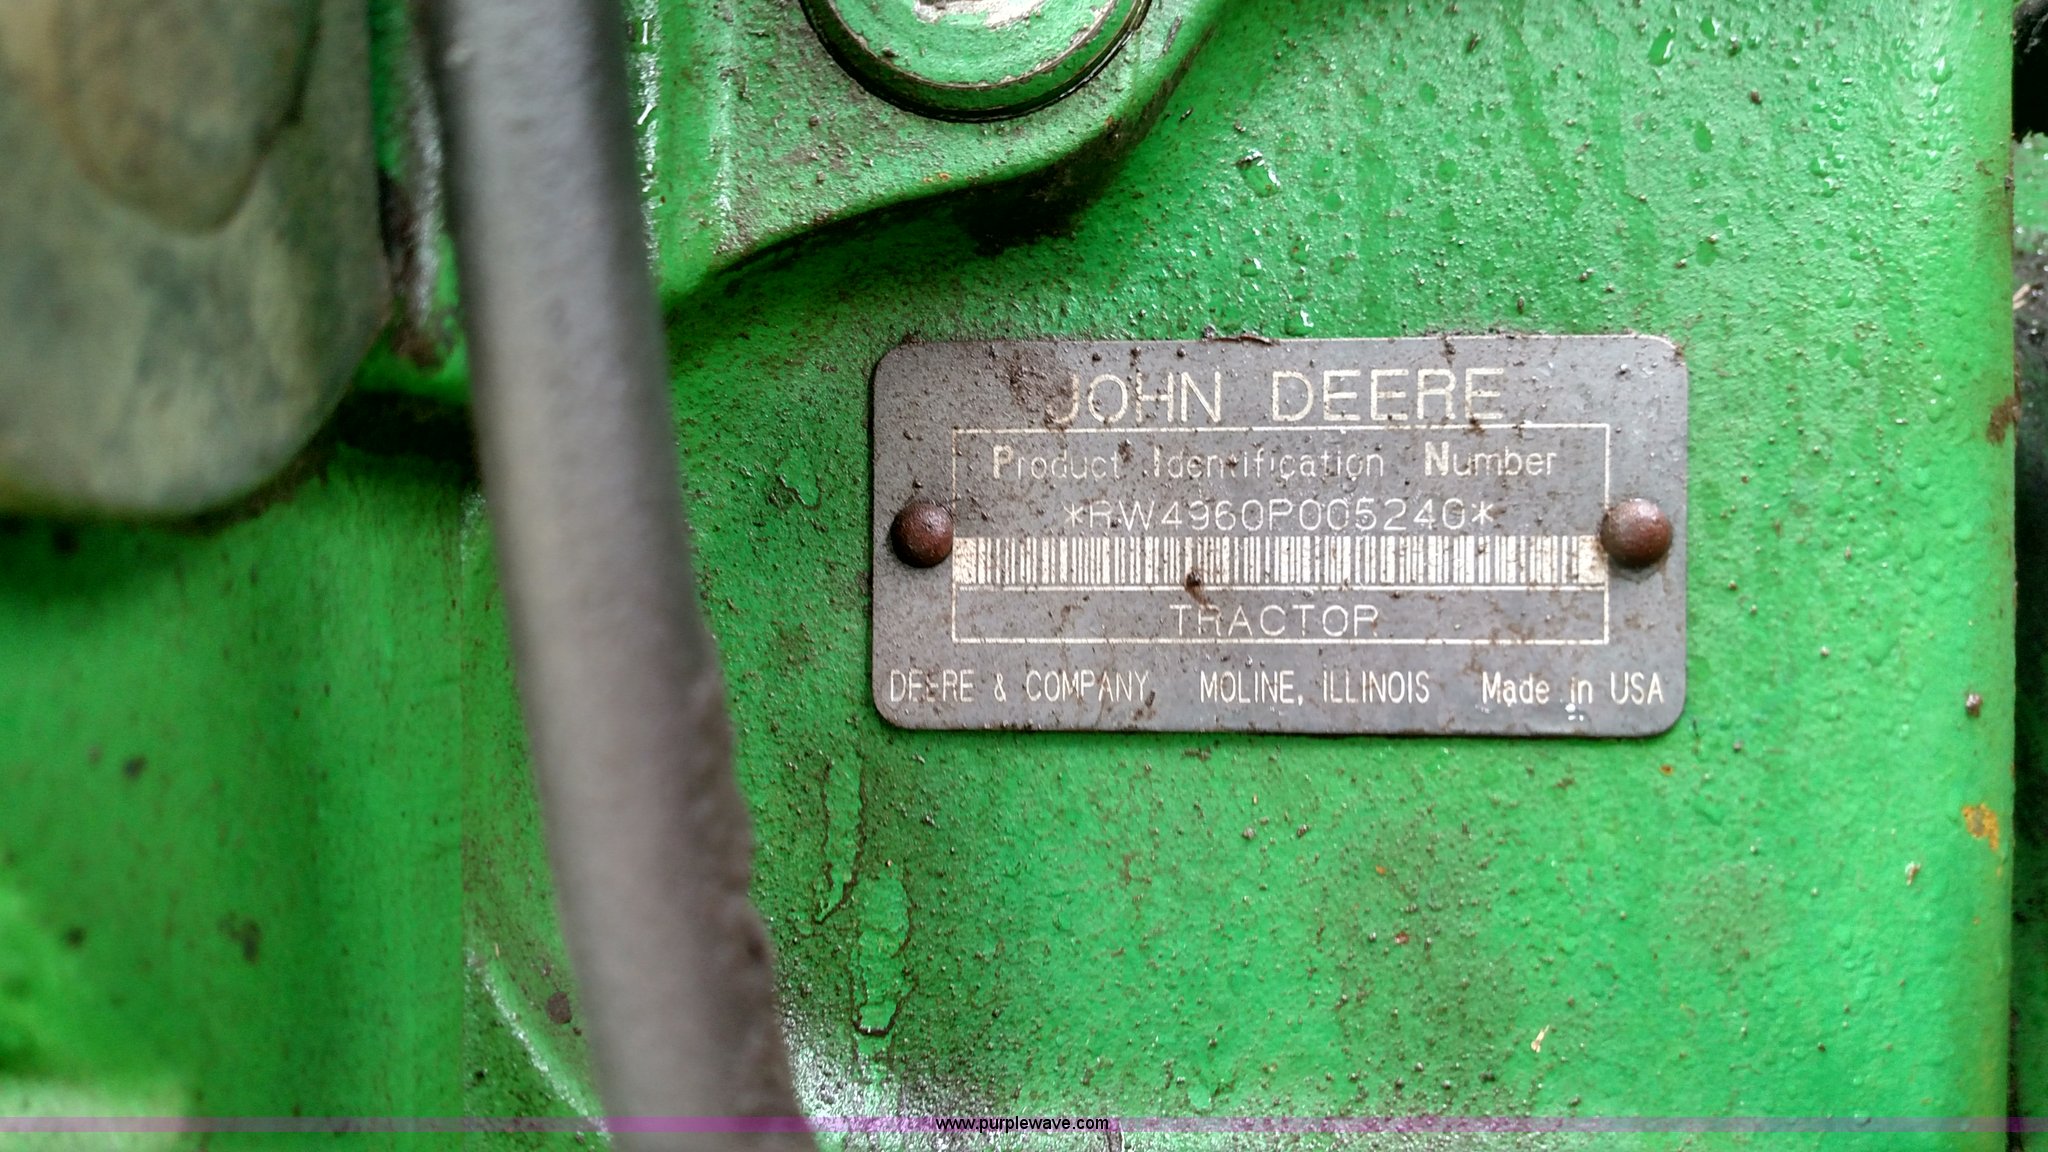 JOHN DEERE
Product Identification Number
*RW4960P005240*
TRACTOR
DEERE & COMPANY MOLINE, ILLINOIS Made in USA
www.purplewave.com